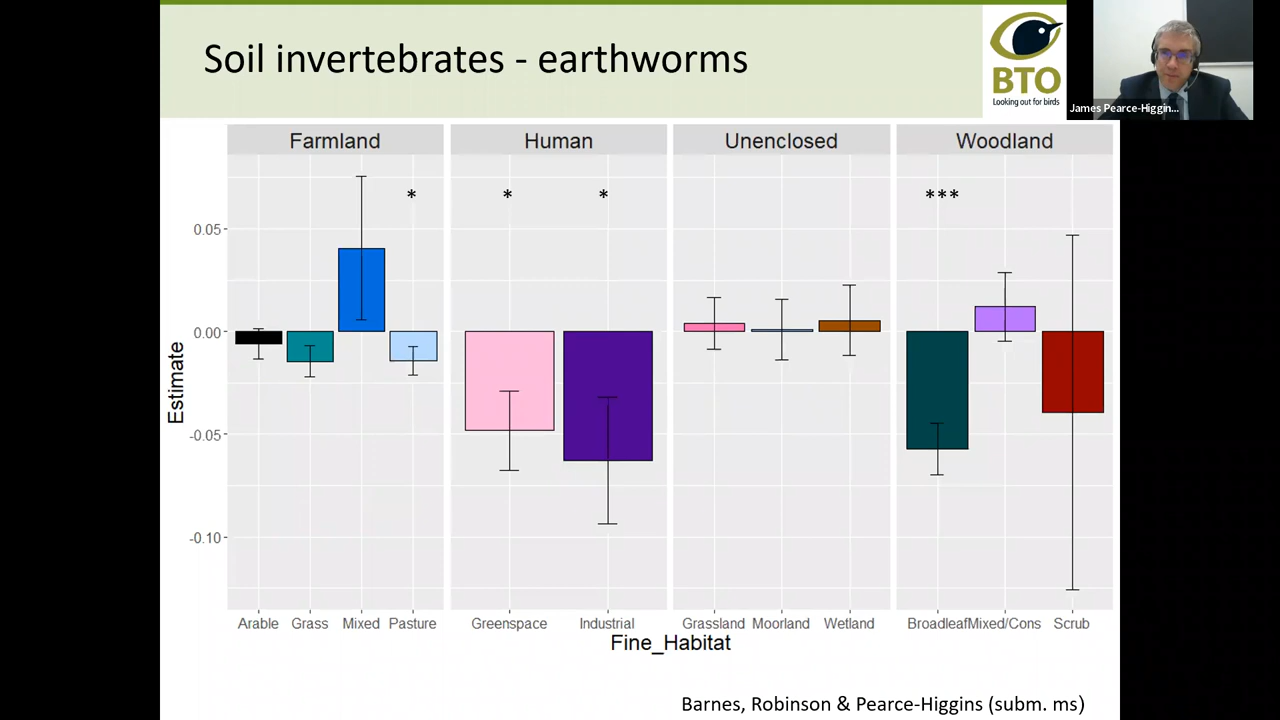 Soil invertebrates - earthworms
BTO
Looking out for birds
James Pearce-Higgin...
Farmland
Human
Unenclosed
Woodland
*
*
*
***
0.05
0.00
-0.05
-0.10
Estimate
Arable Grass Mixed Pasture Greenspace Industrial Grassland Moorland Wetland Broadleaf Mixed/Cons Scrub
Fine_Habitat
Barnes, Robinson & Pearce-Higgins (subm. ms)